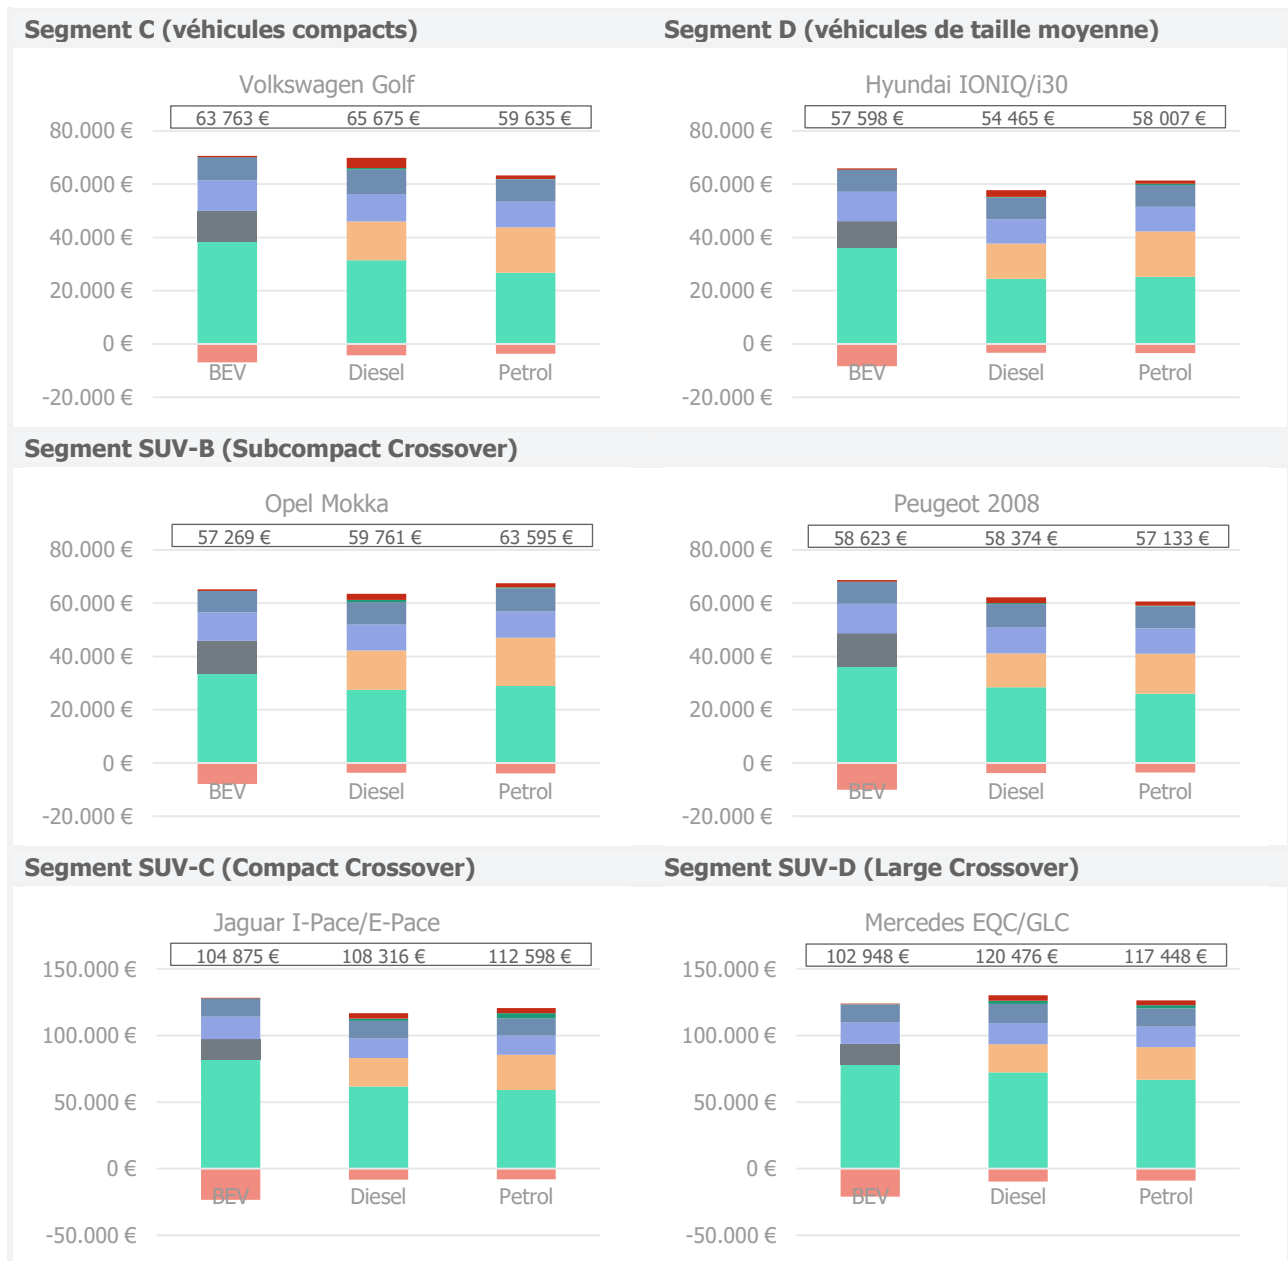 Segment C (véhicules compacts)
Segment D (véhicules de taille moyenne)
Volkswagen Golf
63 763 € 65 675 € 59 635 €
80.000 €
60.000 €
40.000 €
20.000 €
0 €
-20.000 €
BEV Diesel Petrol
Hyundai IONIQ/i30
57 598 € 54 465 € 58 007 €
80.000 €
60.000 €
40.000 €
20.000 €
0 €
-20.000 €
BEV Diesel Petrol
Segment SUV-B (Subcompact Crossover)
Opel Mokka
57 269 € 59 761 € 63 595 €
80.000 €
60.000 €
40.000 €
20.000 €
0 €
-20.000 €
BEV Diesel Petrol
Peugeot 2008
58 623 € 58 374 € 57 133 €
80.000 €
60.000 €
40.000 €
20.000 €
0 €
-20.000 €
BEV Diesel Petrol
Segment SUV-C (Compact Crossover)
Segment SUV-D (Large Crossover)
Jaguar I-Pace/E-Pace
104 875 € 108 316 € 112 598 €
150.000 €
100.000 €
50.000 €
0 €
-50.000 €
BEV Diesel Petrol
Mercedes EQC/GLC
102 948 € 120 476 € 117 448 €
150.000 €
100.000 €
50.000 €
0 €
-50.000 €
BEV Diesel Petrol